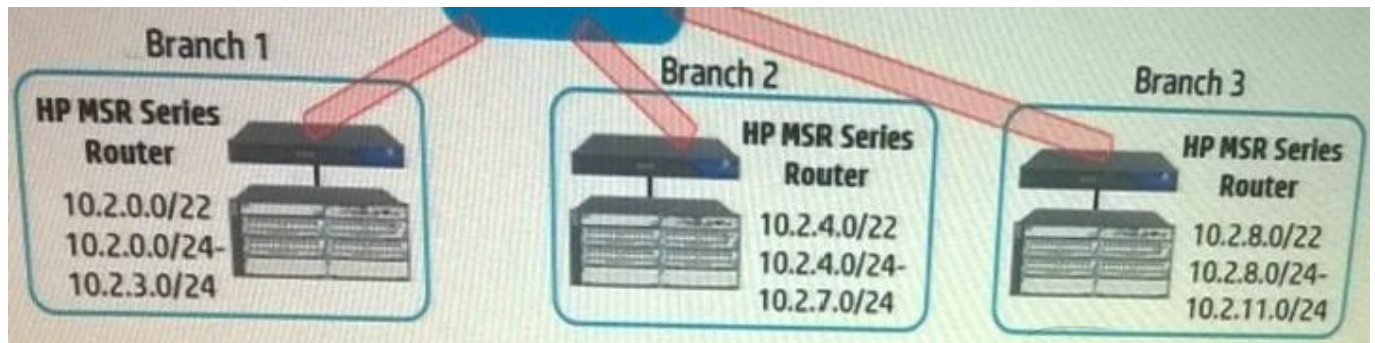 Branch 1
HP MSR Series
Router
10.2.0.0/22
10.2.0.0/24-
10.2.3.0/24
Branch 2
HP MSR Series
Router
10.2.4.0/22
10.2.4.0/24-
10.2.7.0/24
Branch 3
HP MSR Series
Router
10.2.8.0/22
10.2.8.0/24-
10.2.11.0/24